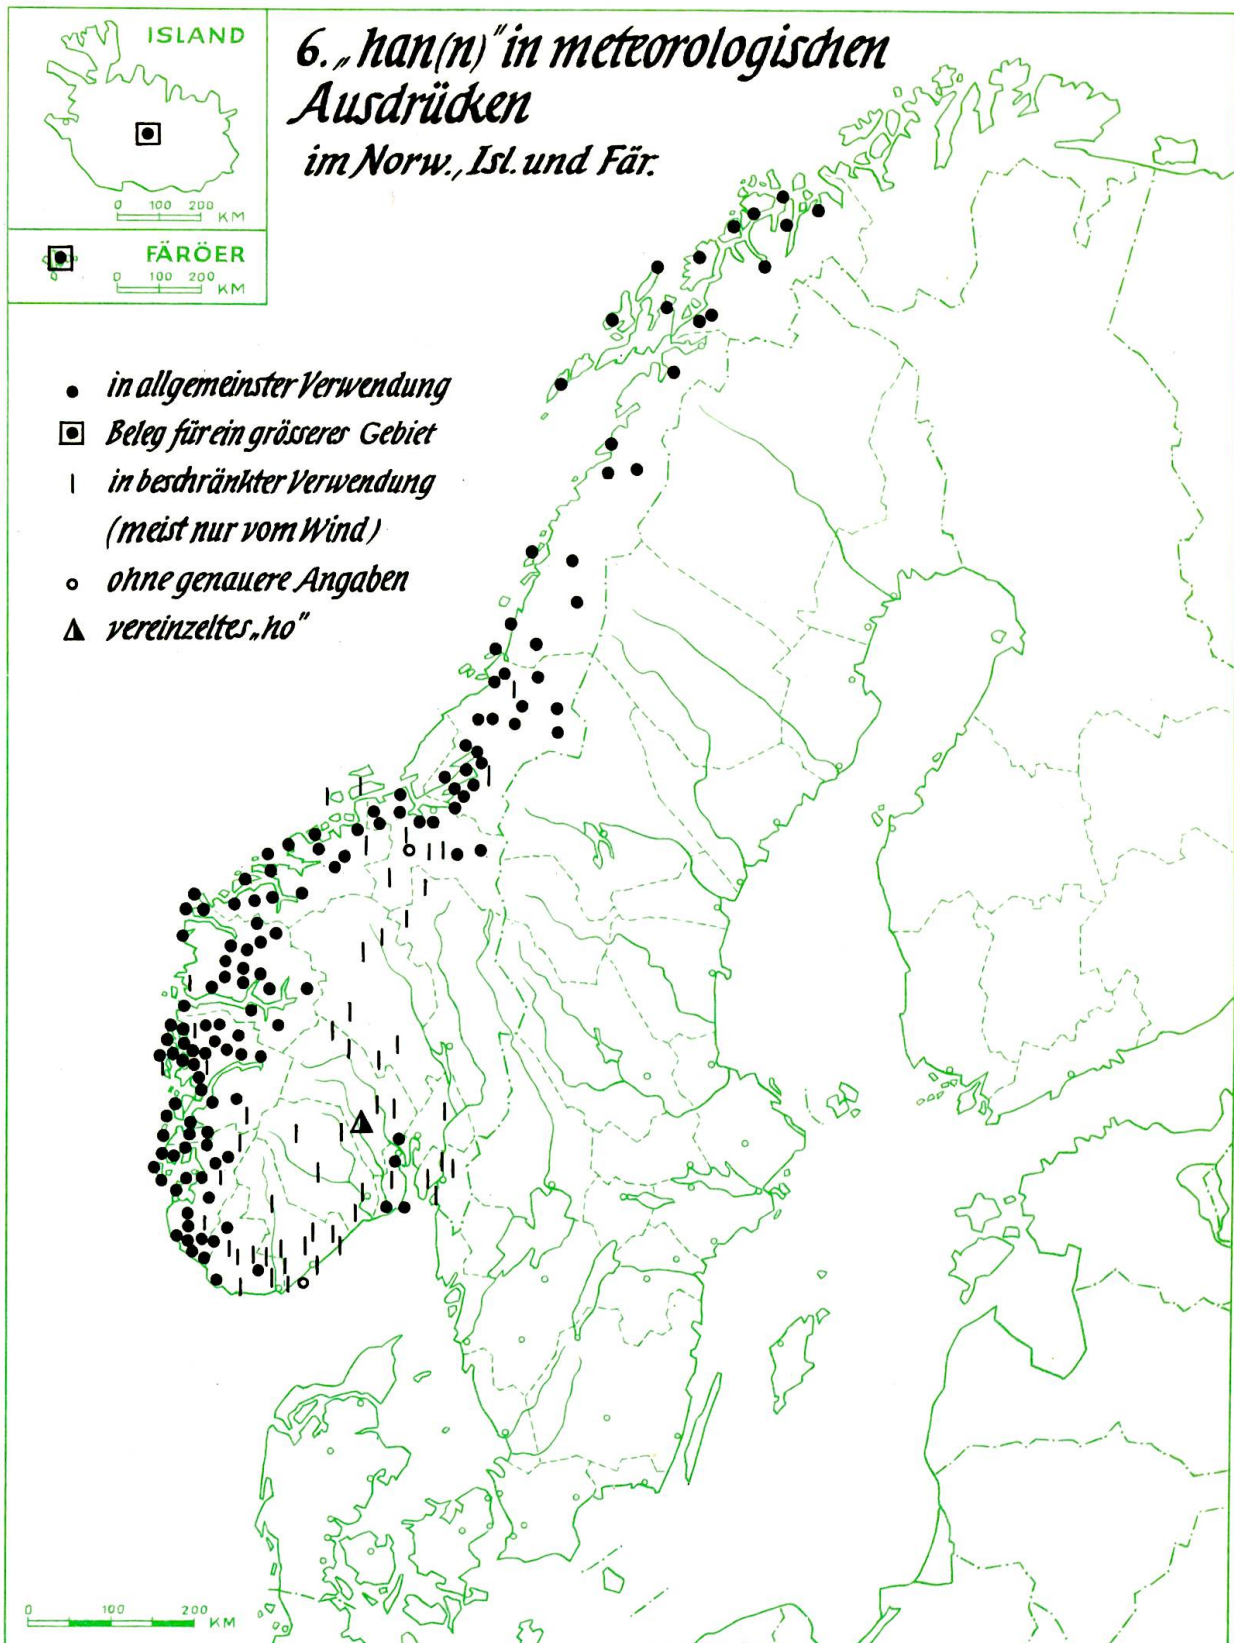 ISLAND
0 100 200 KM
FÄRÖER
0 100 200 KM
6. „han(n)" in meteorologischen
Ausdrücken
im Norw., Isl. und Fär.
in allgemeinster Verwendung
Beleg für ein grösseres Gebiet
in beschränkter Verwendung
(meist nur vom Wind)
ohne genauere Angaben
vereinzeltes „ho"
0 100 200 KM